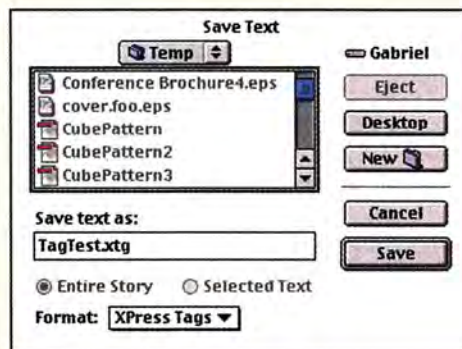 Save Text
Temp
Gabriel
Conference Brochure4.eps
cover.foo.eps
CubePattern
CubePattern2
CubePattern3
Eject
Desktop
New
Save text as:
TagTest.xtg
Cancel
Save
Entire Story
Selected Text
Format: XPress Tags